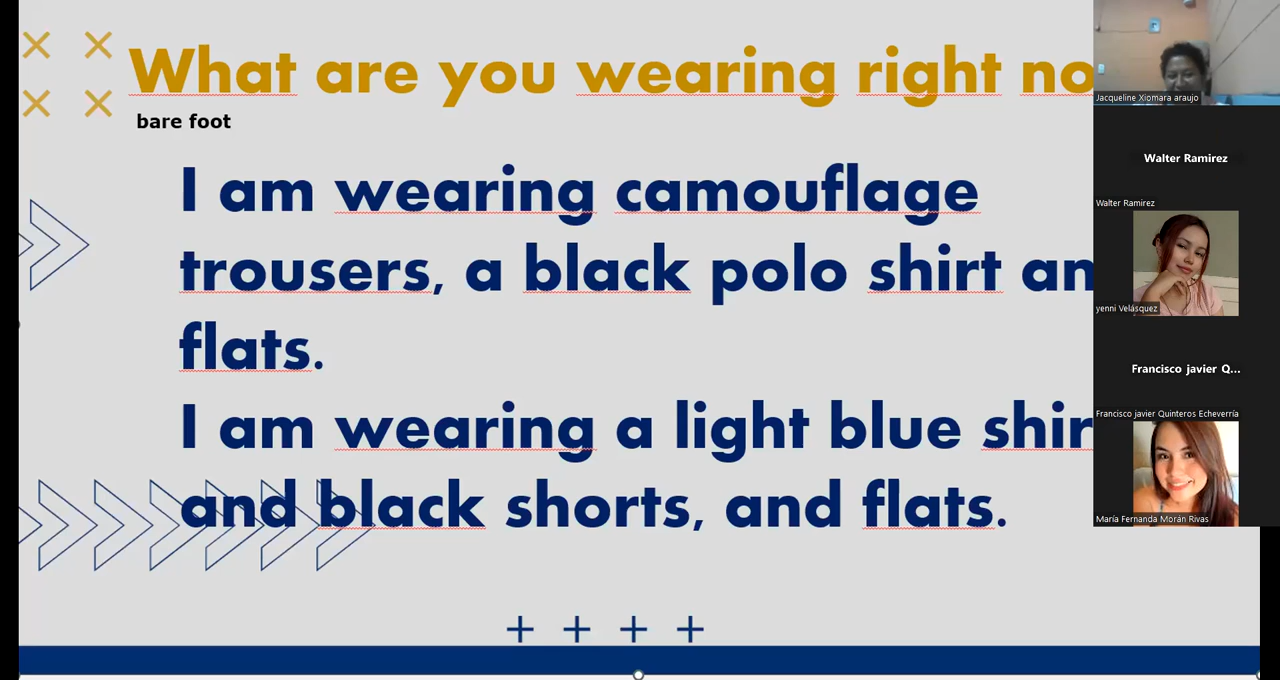 What are you wearing right no
bare foot
I am wearing camouflage
trousers, a black polo shirt an
flats.
I am wearing a light blue shir
and black shorts, and flats.
Jacqueline Xiomara araujo
Walter Ramirez
Walter Ramirez
yenni Velásquez
Francisco javier Q...
Francisco javier Quinteros Echeverría
María Fernanda Morán Rivas